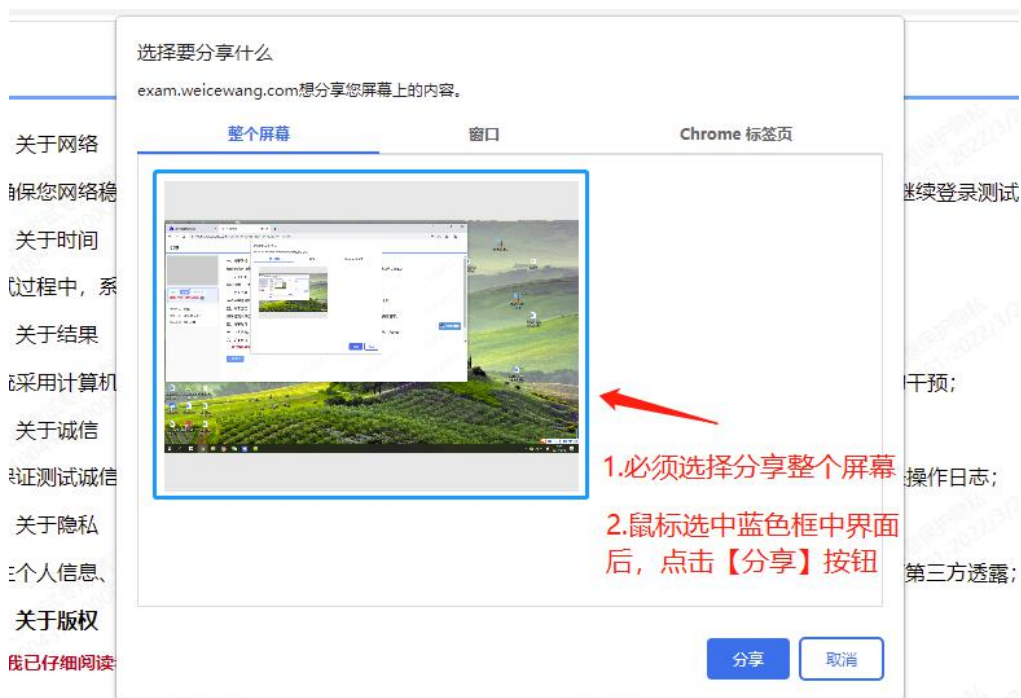 选择要分享什么
exam.weicewang.com想分享您屏幕上的内容。
整个屏幕 窗口 Chrome 标签页
关于网络
确保您网络稳
继续登录测试
关于时间
试过程中，系
关于结果
统采用计算机
干预；
关于诚信
保证测试诚信
操作日志；
关于隐私
个人信息、
第三方透露；
关于版权
我已仔细阅读
1.必须选择分享整个屏幕
2.鼠标选中蓝色框中界面
后，点击【分享】按钮
分享 取消